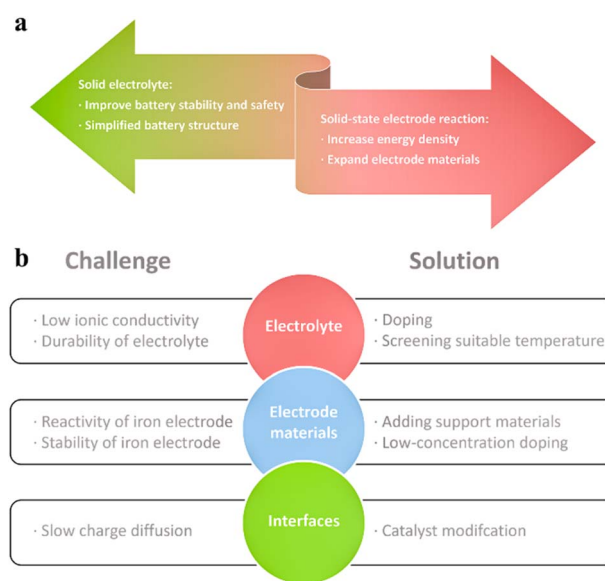 a
Solid electrolyte:
· Improve battery stability and safety
· Simplified battery structure
Solid-state electrode reaction:
· Increase energy density
· Expand electrode materials
b
Challenge
Solution
· Low ionic conductivity
· Durability of electrolyte
Electrolyte
· Doping
· Screening suitable temperature
· Reactivity of iron electrode
· Stability of iron electrode
Electrode
materials
· Adding support materials
· Low-concentration doping
· Slow charge diffusion
Interfaces
· Catalyst modifcation